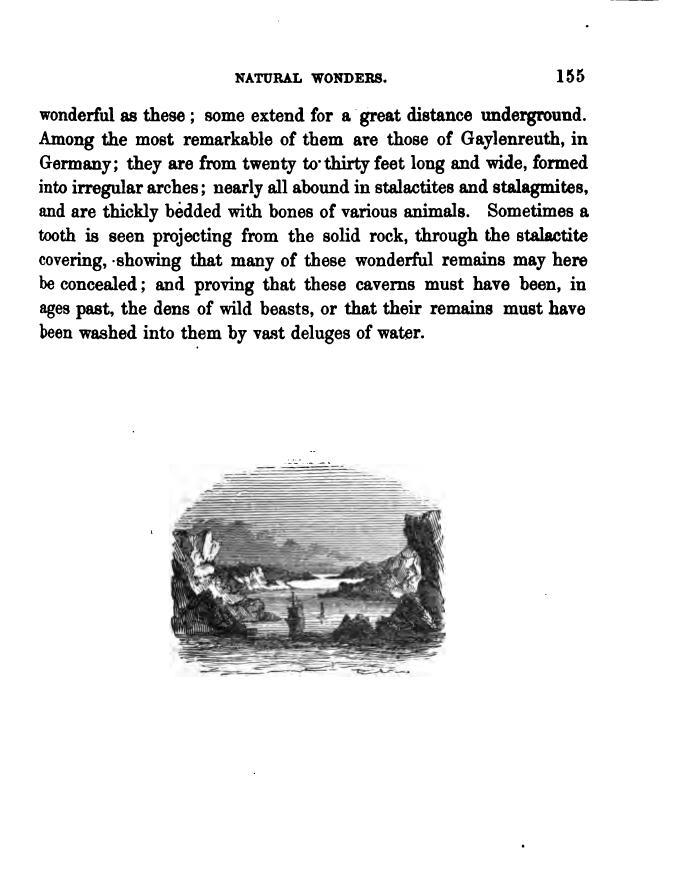 NATURAL WONDERS. 155
wonderful as these ; some extend for a great distance underground.
Among the most remarkable of them are those of Gaylenreuth, in
Germany; they are from twenty to thirty feet long and wide, formed
into irregular arches; nearly all abound in stalactites and stalagmites,
and are thickly bedded with bones of various animals. Sometimes a
tooth is seen projecting from the solid rock, through the stalactite
covering, showing that many of these wonderful remains may here
be concealed; and proving that these caverns must have been, in
ages past, the dens of wild beasts, or that their remains must have
been washed into them by vast deluges of water.